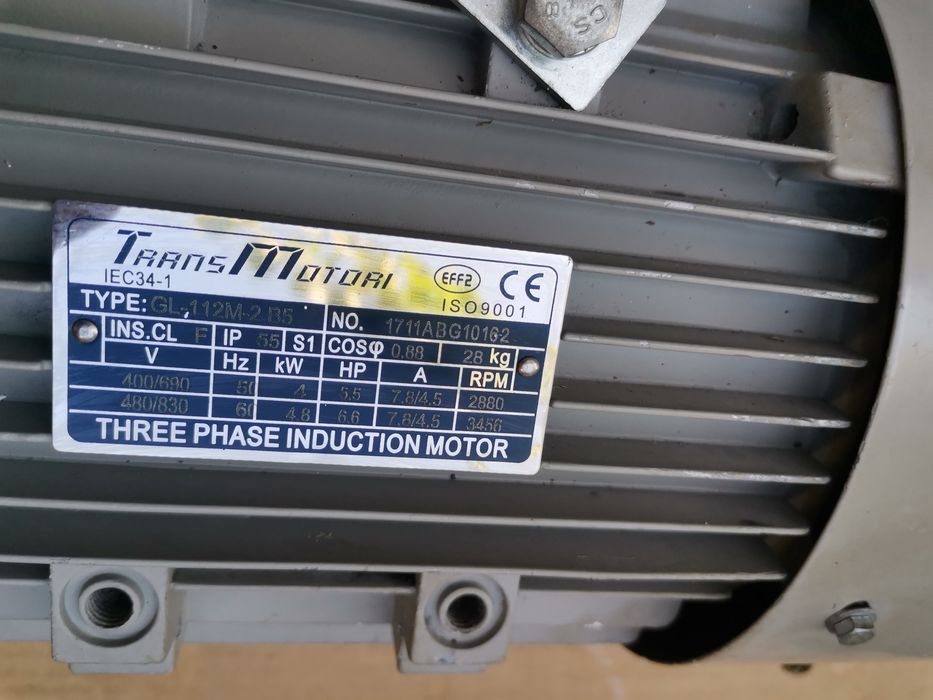 TRANS MOTORI
IEC34-1
EFF2 CE
ISO9001
TYPE: GL-112M-2 B5 NO. 1711ABG10162
INS.CL F IP 55 S1 COSφ 0.88 28 kg
V Hz kW HP A RPM
400/690 50 4 5.5 7.8/4.5 2880
480/830 60 4.8 6.6 7.8/4.5 3456
THREE PHASE INDUCTION MOTOR